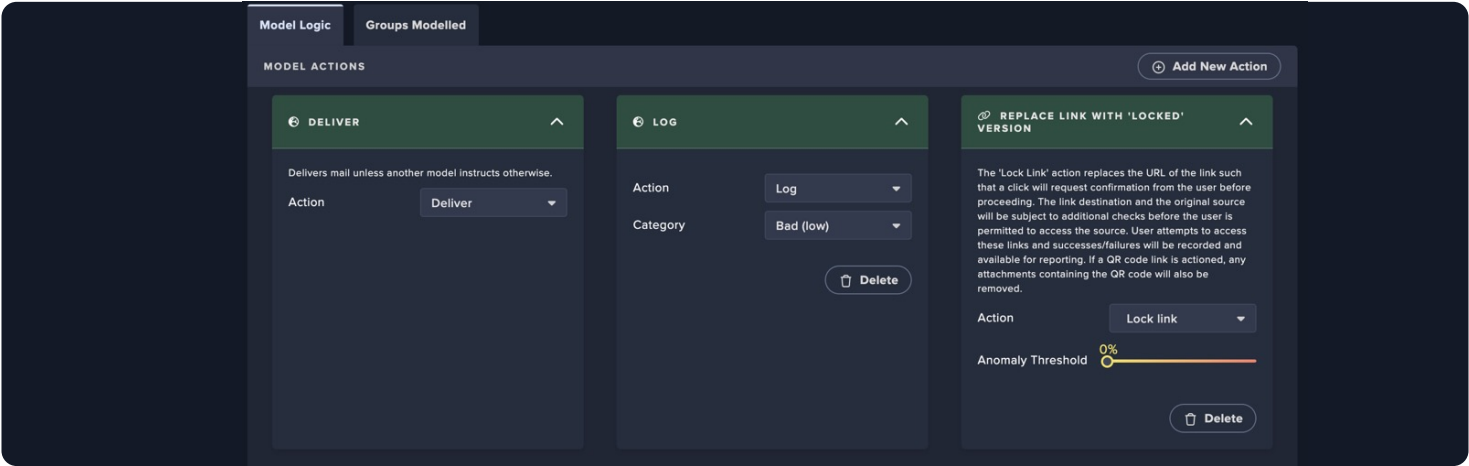 Model Logic
Groups Modelled
MODEL ACTIONS
Add New Action
DELIVER
Delivers mail unless another model instructs otherwise.
Action
Deliver
LOG
Action
Log
Category
Bad (low)
Delete
REPLACE LINK WITH 'LOCKED'
VERSION
The 'Lock Link' action replaces the URL of the link such
that a click will request confirmation from the user before
proceeding. The link destination and the original source
will be subject to additional checks before the user is
permitted to access the source. User attempts to access
these links and successes/failures will be recorded and
available for reporting. If a QR code link is actioned, any
attachments containing the QR code will also be
removed.
Action
Lock link
Anomaly Threshold
0%
Delete